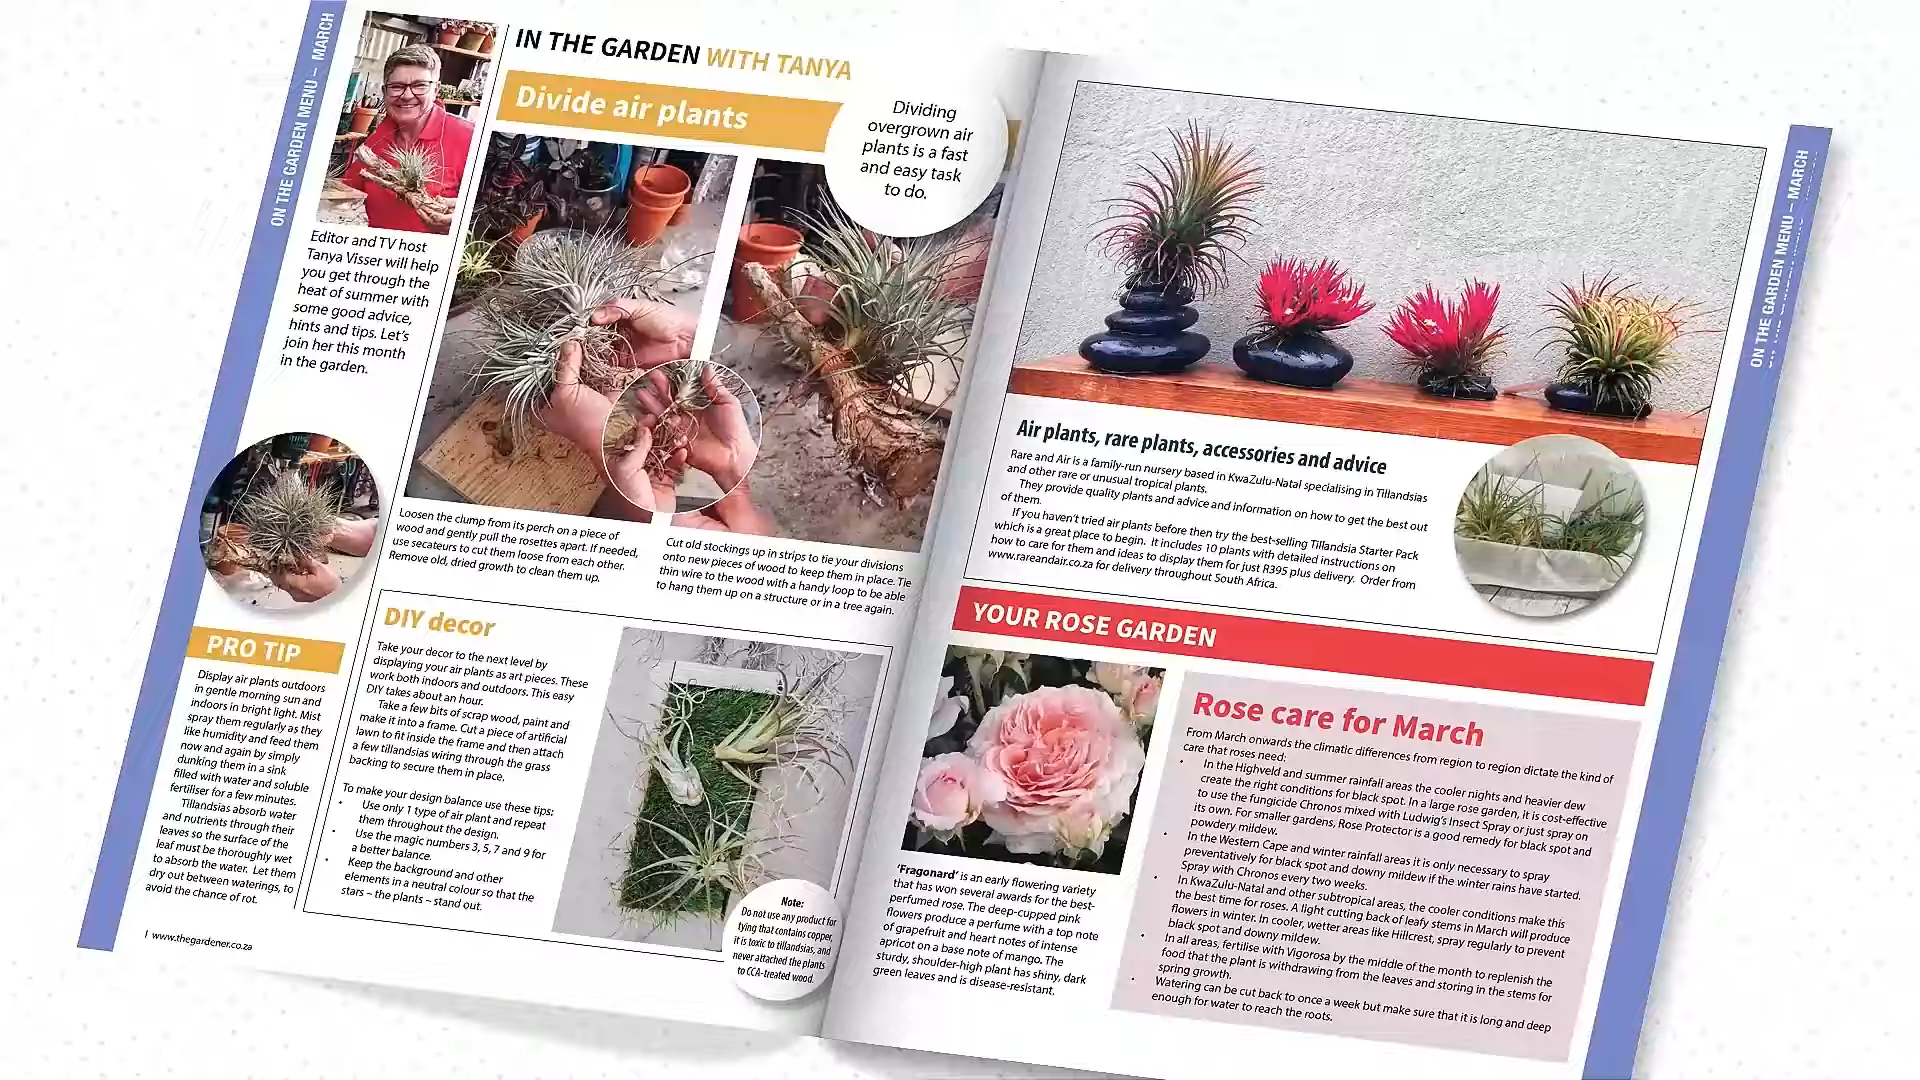 ON THE GARDEN MENU – MARCH
Editor and TV host
Tanya Visser will help
you get through the
heat of summer with
some good advice,
hints and tips. Let's
join her this month
in the garden.
PRO TIP
Display air plants outdoors
in gentle morning sun and
indoors in bright light. Mist
spray them regularly as they
like humidity and feed them
now and again by simply
dunking them in a sink
filled with water and soluble
fertiliser for a few minutes.
Tillandsias absorb water
and nutrients through their
leaves so the surface of the
leaf must be thoroughly wet
to absorb the water. Let them
dry out between waterings, to
avoid the chance of rot.
| www.thegardener.co.za
IN THE GARDEN WITH TANYA
Divide air plants
Dividing
overgrown air
plants is a fast
and easy task
to do.
Loosen the clump from its perch on a piece of
wood and gently pull the rosettes apart. If needed,
use secateurs to cut them loose from each other.
Remove old, dried growth to clean them up.
Cut old stockings up in strips to tie your divisions
onto new pieces of wood to keep them in place. Tie
thin wire to the wood with a handy loop to be able
to hang them up on a structure or in a tree again.
DIY decor
Take your decor to the next level by
displaying your air plants as art pieces. These
work both indoors and outdoors. This easy
DIY takes about an hour.
Take a few bits of scrap wood, paint and
make it into a frame. Cut a piece of artificial
lawn to fit inside the frame and then attach
a few tillandsias wiring through the grass
backing to secure them in place.
To make your design balance use these tips:
• Use only 1 type of air plant and repeat
them throughout the design.
• Use the magic numbers 3, 5, 7 and 9 for
a better balance.
• Keep the background and other
elements in a neutral colour so that the
stars – the plants – stand out.
Note:
Do not use any product for
tying that contains copper,
it is toxic to tillandsias, and
never attached the plants
to CCA-treated wood.
Air plants, rare plants, accessories and advice
Rare and Air is a family-run nursery based in KwaZulu-Natal specialising in Tillandsias
and other rare or unusual tropical plants.
They provide quality plants and advice and information on how to get the best out
of them.
If you haven't tried air plants before then try the best-selling Tillandsia Starter Pack
which is a great place to begin. It includes 10 plants with detailed instructions on
how to care for them and ideas to display them for just R395 plus delivery. Order from
www.rareandair.co.za for delivery throughout South Africa.
YOUR ROSE GARDEN
'Fragonard' is an early flowering variety
that has won several awards for the best-
perfumed rose. The deep-cupped pink
flowers produce a perfume with a top note
of grapefruit and heart notes of intense
apricot on a base note of mango. The
sturdy, shoulder-high plant has shiny, dark
green leaves and is disease-resistant.
Rose care for March
From March onwards the climatic differences from region to region dictate the kind of
care that roses need:
• In the Highveld and summer rainfall areas the cooler nights and heavier dew
create the right conditions for black spot. In a large rose garden, it is cost-effective
to use the fungicide Chronos mixed with Ludwig's Insect Spray or just spray on
its own. For smaller gardens, Rose Protector is a good remedy for black spot and
powdery mildew.
• In the Western Cape and winter rainfall areas it is only necessary to spray
preventatively for black spot and downy mildew if the winter rains have started.
Spray with Chronos every two weeks.
• In KwaZulu-Natal and other subtropical areas, the cooler conditions make this
the best time for roses. A light cutting back of leafy stems in March will produce
flowers in winter. In cooler, wetter areas like Hillcrest, spray regularly to prevent
black spot and downy mildew.
• In all areas, fertilise with Vigorosa by the middle of the month to replenish the
food that the plant is withdrawing from the leaves and storing in the stems for
spring growth.
• Watering can be cut back to once a week but make sure that it is long and deep
enough for water to reach the roots.
ON THE GARDEN MENU – MARCH